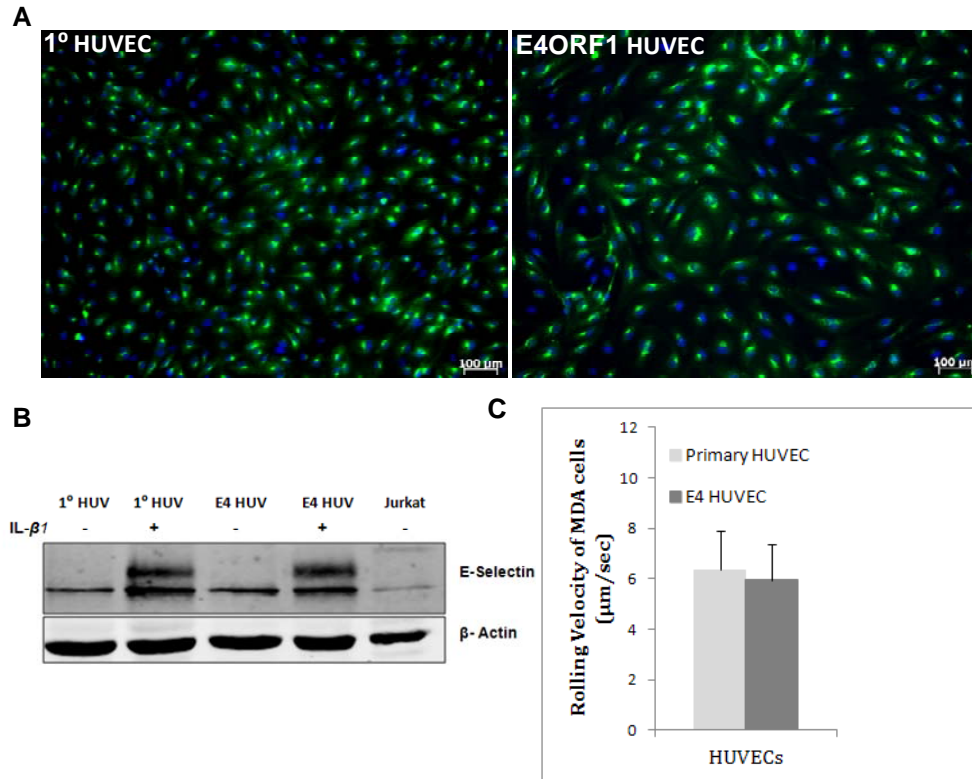 A
1º HUVEC
E4ORF1 HUVEC
100 µm
100 µm
B
1º HUV 1º HUV E4 HUV E4 HUV Jurkat
IL-β1 - + - + -
E-Selectin
β- Actin
C
Rolling Velocity of MDA cells
(µm/sec)
12
10
8
6
4
2
0
Primary HUVEC
E4 HUVEC
HUVECs